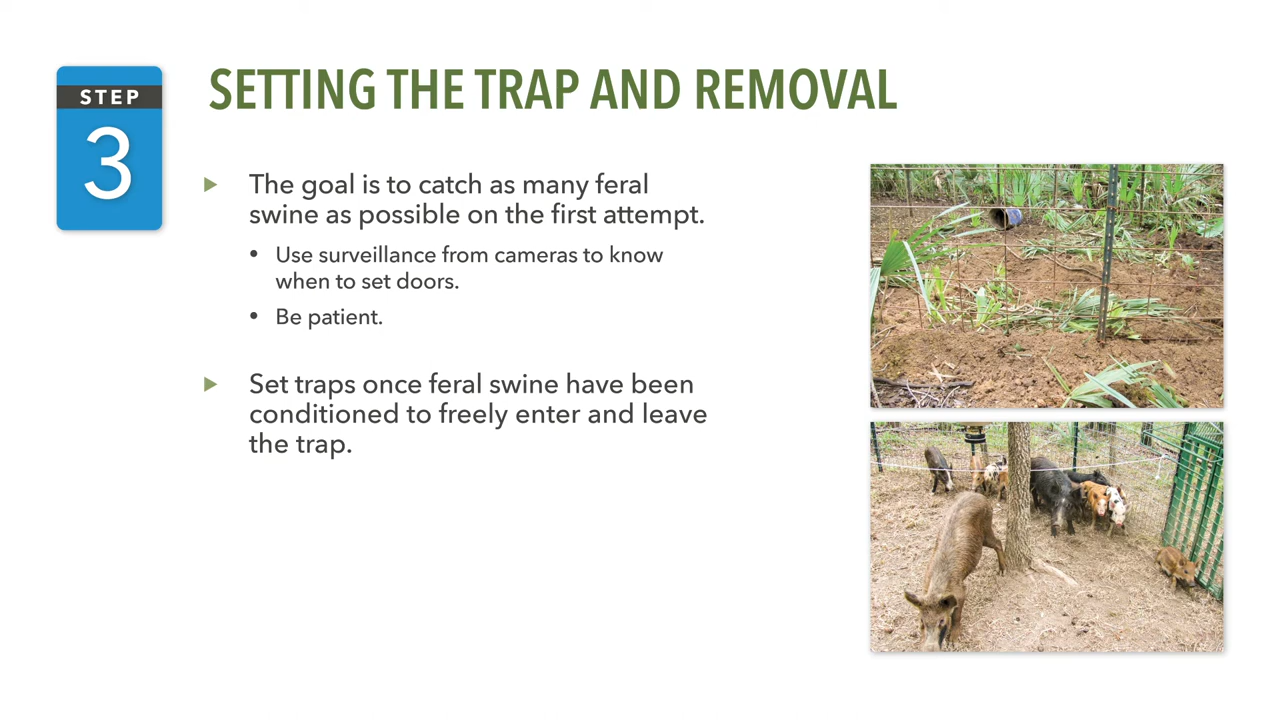 STEP
3
SETTING THE TRAP AND REMOVAL
The goal is to catch as many feral
swine as possible on the first attempt.
• Use surveillance from cameras to know
when to set doors.
• Be patient.
Set traps once feral swine have been
conditioned to freely enter and leave
the trap.